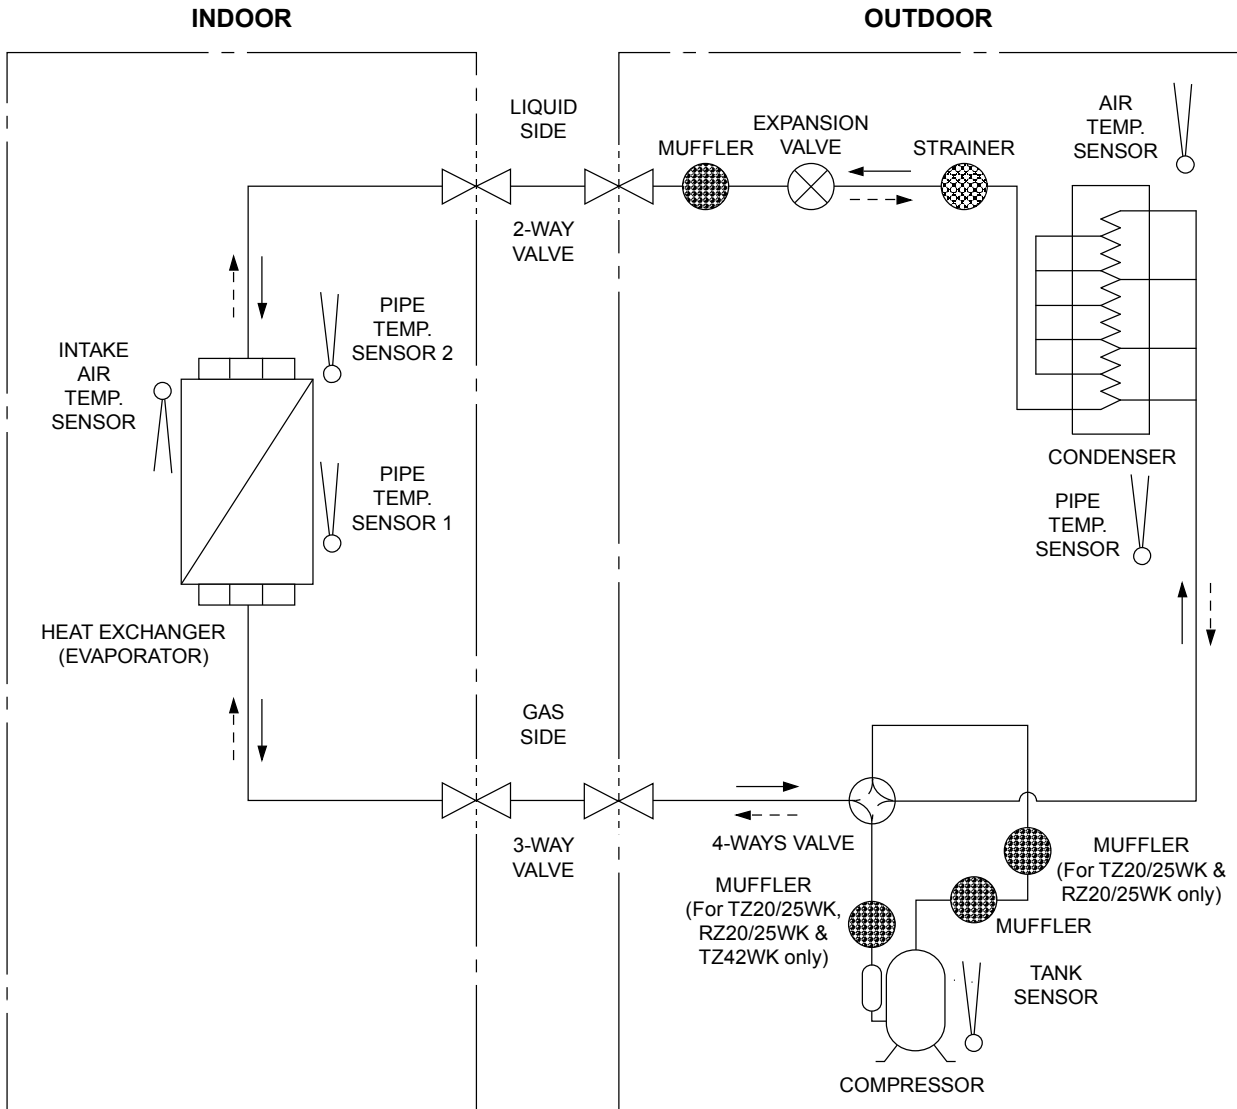 INDOOR
OUTDOOR
LIQUID
SIDE
MUFFLER
EXPANSION
VALVE
STRAINER
AIR
TEMP.
SENSOR
2-WAY
VALVE
PIPE
TEMP.
SENSOR 2
INTAKE
AIR
TEMP.
SENSOR
PIPE
TEMP.
SENSOR 1
CONDENSER
PIPE
TEMP.
SENSOR
HEAT EXCHANGER
(EVAPORATOR)
GAS
SIDE
3-WAY
VALVE
4-WAYS VALVE
MUFFLER
(For TZ20/25WK &
RZ20/25WK only)
MUFFLER
(For TZ20/25WK,
RZ20/25WK &
TZ42WK only)
MUFFLER
TANK
SENSOR
COMPRESSOR